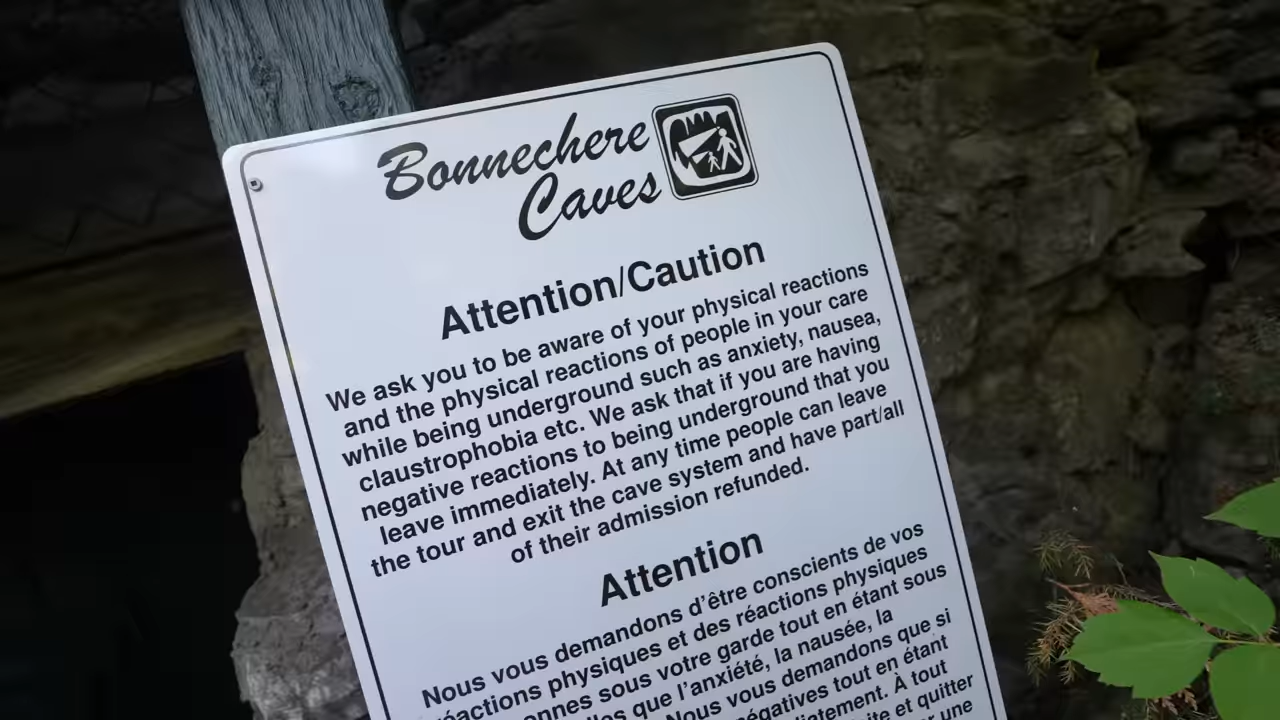 Bonnechere
Caves
Attention/Caution
We ask you to be aware of your physical reactions
and the physical reactions of people in your care
while being underground such as anxiety, nausea,
claustrophobia etc. We ask that if you are having
negative reactions to being underground that you
leave immediately. At any time people can leave
the tour and exit the cave system and have part/all
of their admission refunded.
Attention
Nous vous demandons d'être conscients de vos
réactions physiques et des réactions physiques
sous votre garde tout en étant sous
que l'anxiété, la nausée, la
Nous vous demandons que si
négatives tout en étant
À tout
et quitter
une